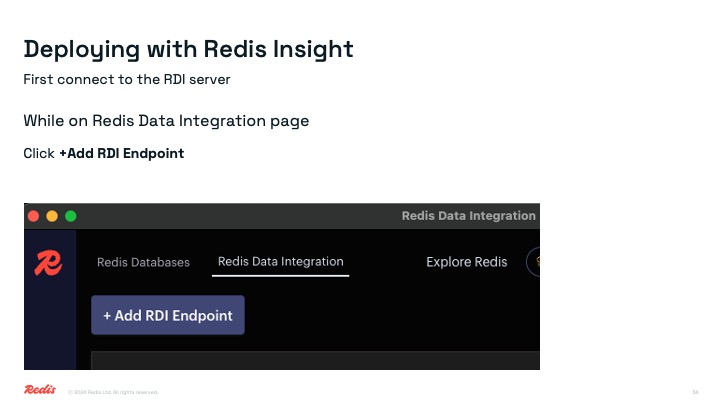 Deploying with Redis Insight
First connect to the RDI server
While on Redis Data Integration page
Click +Add RDI Endpoint
Redis Data Integration
Redis Databases
Redis Data Integration
Explore Redis
+ Add RDI Endpoint
Redis
© 2024 Redis Ltd. All rights reserved.